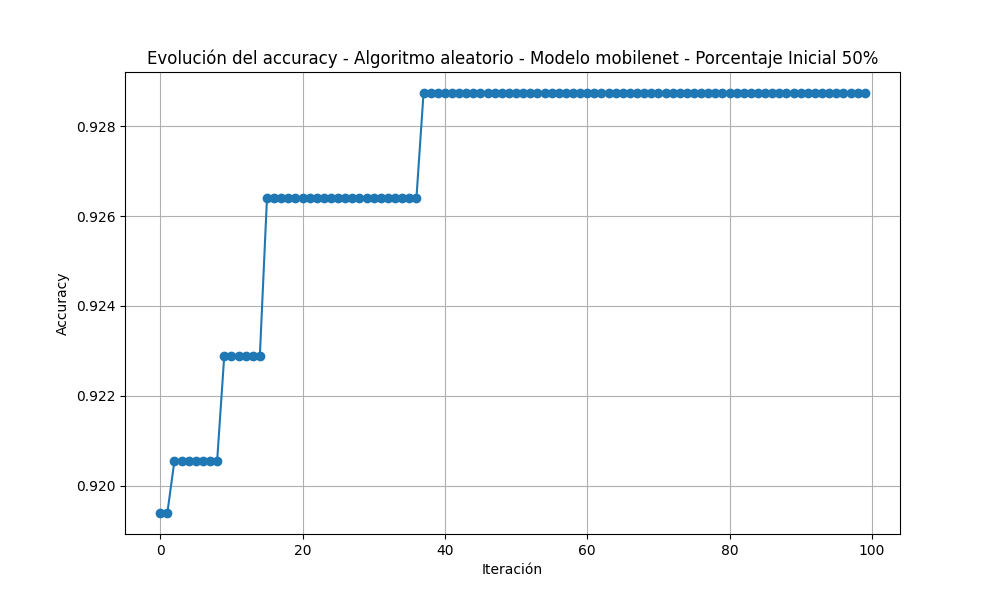 Evolución del accuracy - Algoritmo aleatorio - Modelo mobilenet - Porcentaje Inicial 50%
Accuracy
0.928
0.926
0.924
0.922
0.920
0 20 40 60 80 100
Iteración